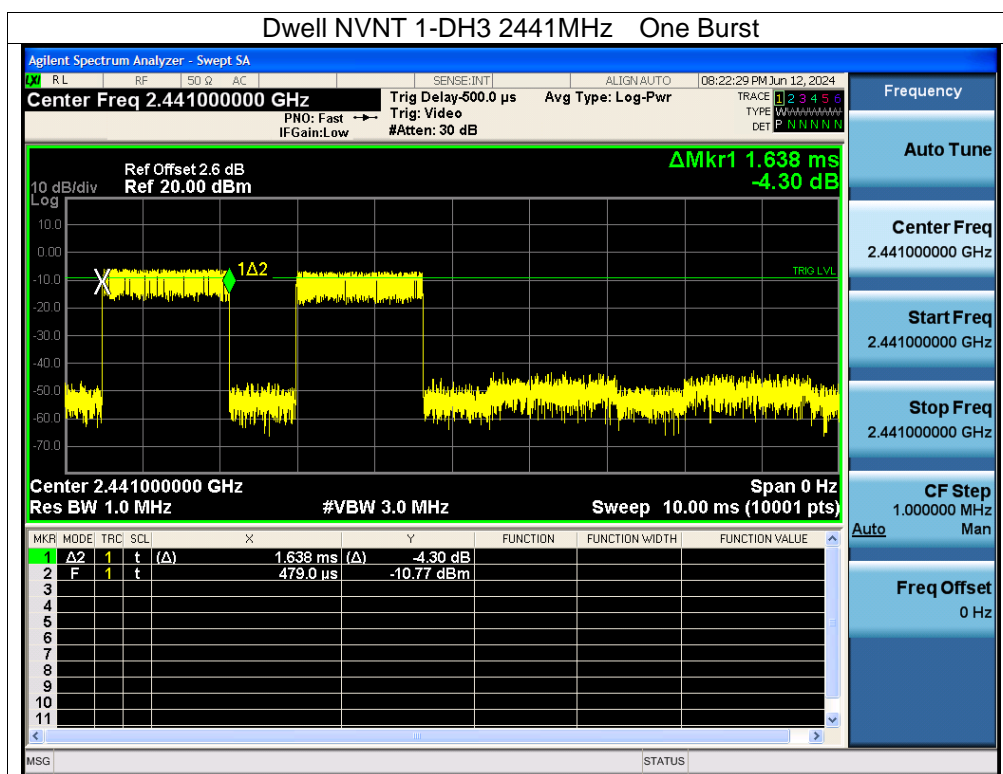 Dwell NVNT 1-DH3 2441MHz One Burst
Agilent Spectrum Analyzer - Swept SA
LXI RL RF 50 Ω AC SENSE:INT ALIGN AUTO 08:22:29 PM Jun 12, 2024
Center Freq 2.441000000 GHz Trig Delay-500.0 µs Avg Type: Log-Pwr TRACE 1 2 3 4 5 6
PNO: Fast Trig: Video TYPE WWWWWW
IFGain:Low #Atten: 30 dB DET P N N N N N
ΔMkr1 1.638 ms
-4.30 dB
Ref Offset 2.6 dB
10 dB/div Ref 20.00 dBm
Log
10.0
0.00
-10.0
-20.0
-30.0
-40.0
-50.0
-60.0
-70.0
1Δ2
TRIG LVL
Center 2.441000000 GHz Span 0 Hz
Res BW 1.0 MHz #VBW 3.0 MHz Sweep 10.00 ms (10001 pts)
MKR MODE TRC SCL X Y FUNCTION FUNCTION WIDTH FUNCTION VALUE
1 Δ2 1 t (Δ) 1.638 ms (Δ) -4.30 dB
2 F 1 t 479.0 µs -10.77 dBm
3
4
5
6
7
8
9
10
11
MSG STATUS
Frequency
Auto Tune
Center Freq
2.441000000 GHz
Start Freq
2.441000000 GHz
Stop Freq
2.441000000 GHz
CF Step
1.000000 MHz
Auto Man
Freq Offset
0 Hz